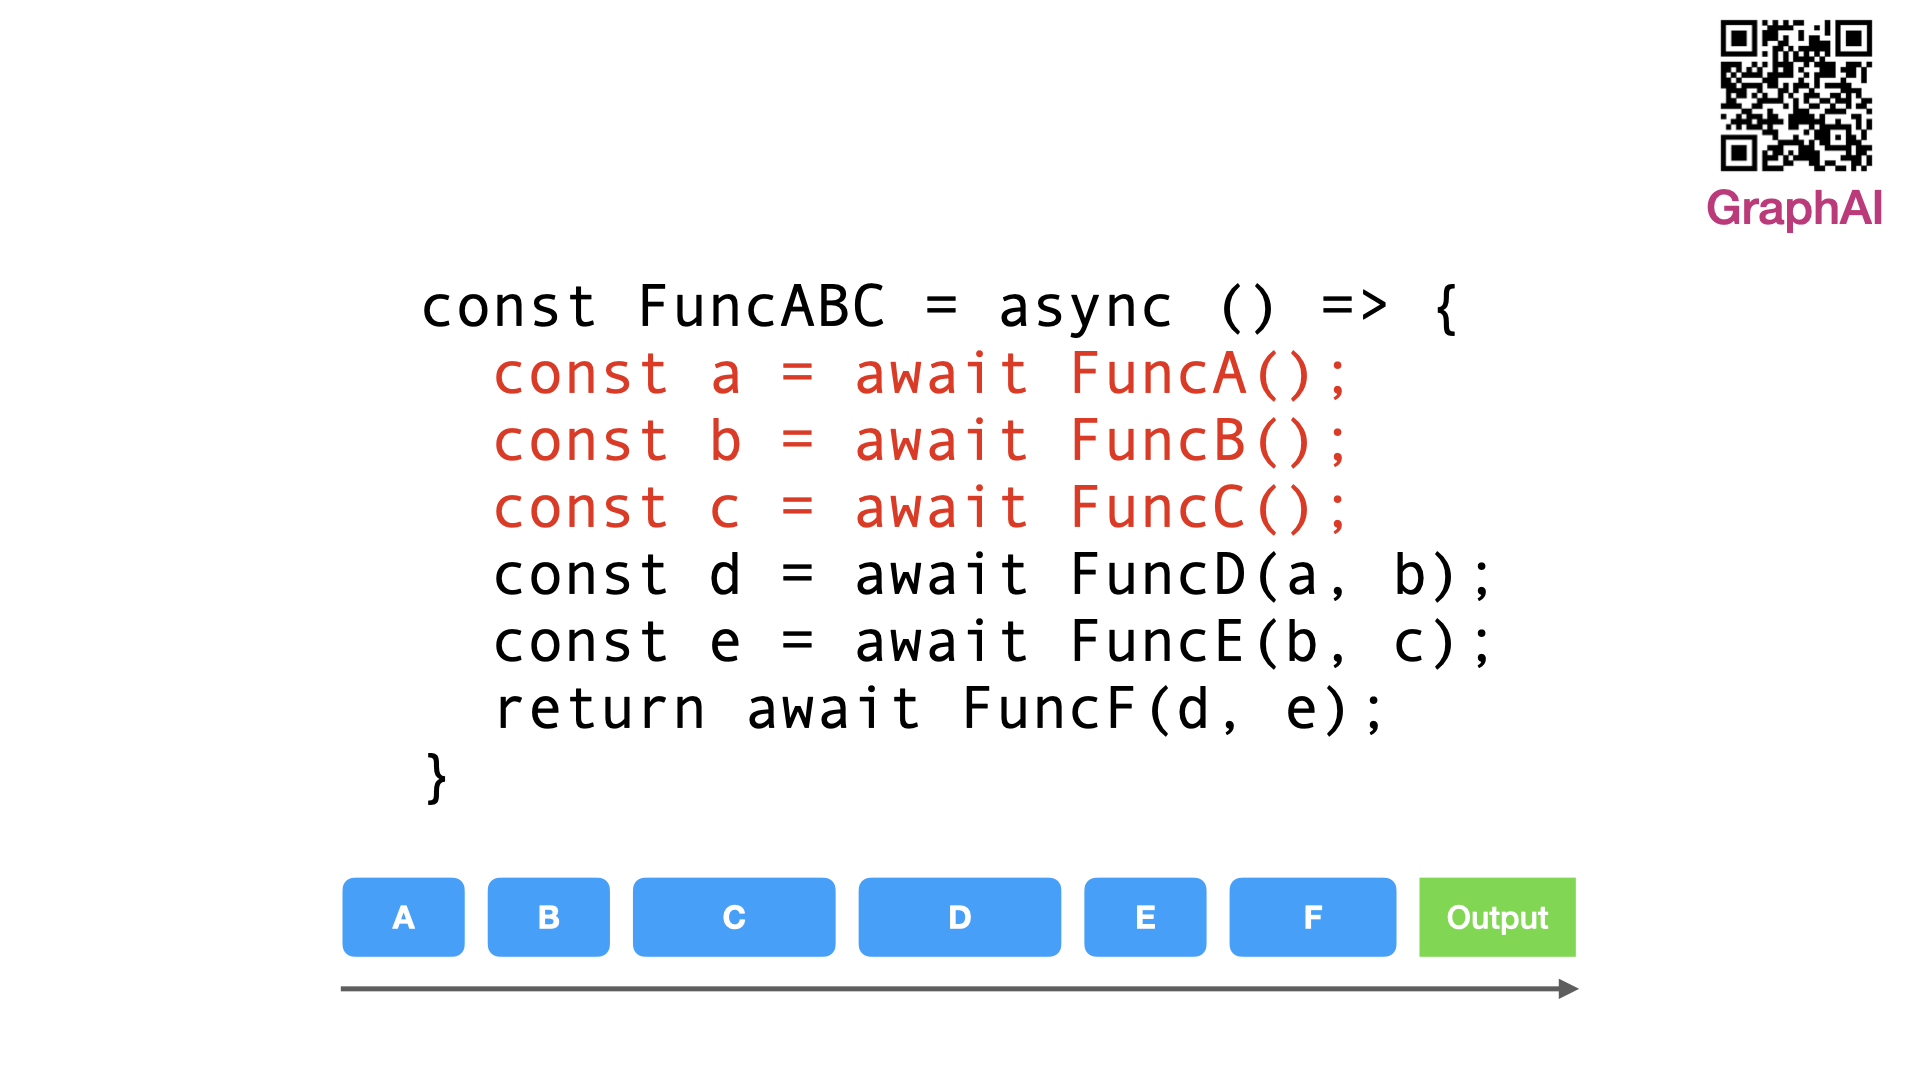 GraphAI
const FuncABC = async () => {
  const a = await FuncA();
  const b = await FuncB();
  const c = await FuncC();
  const d = await FuncD(a, b);
  const e = await FuncE(b, c);
  return await FuncF(d, e);
}
A B C D E F Output